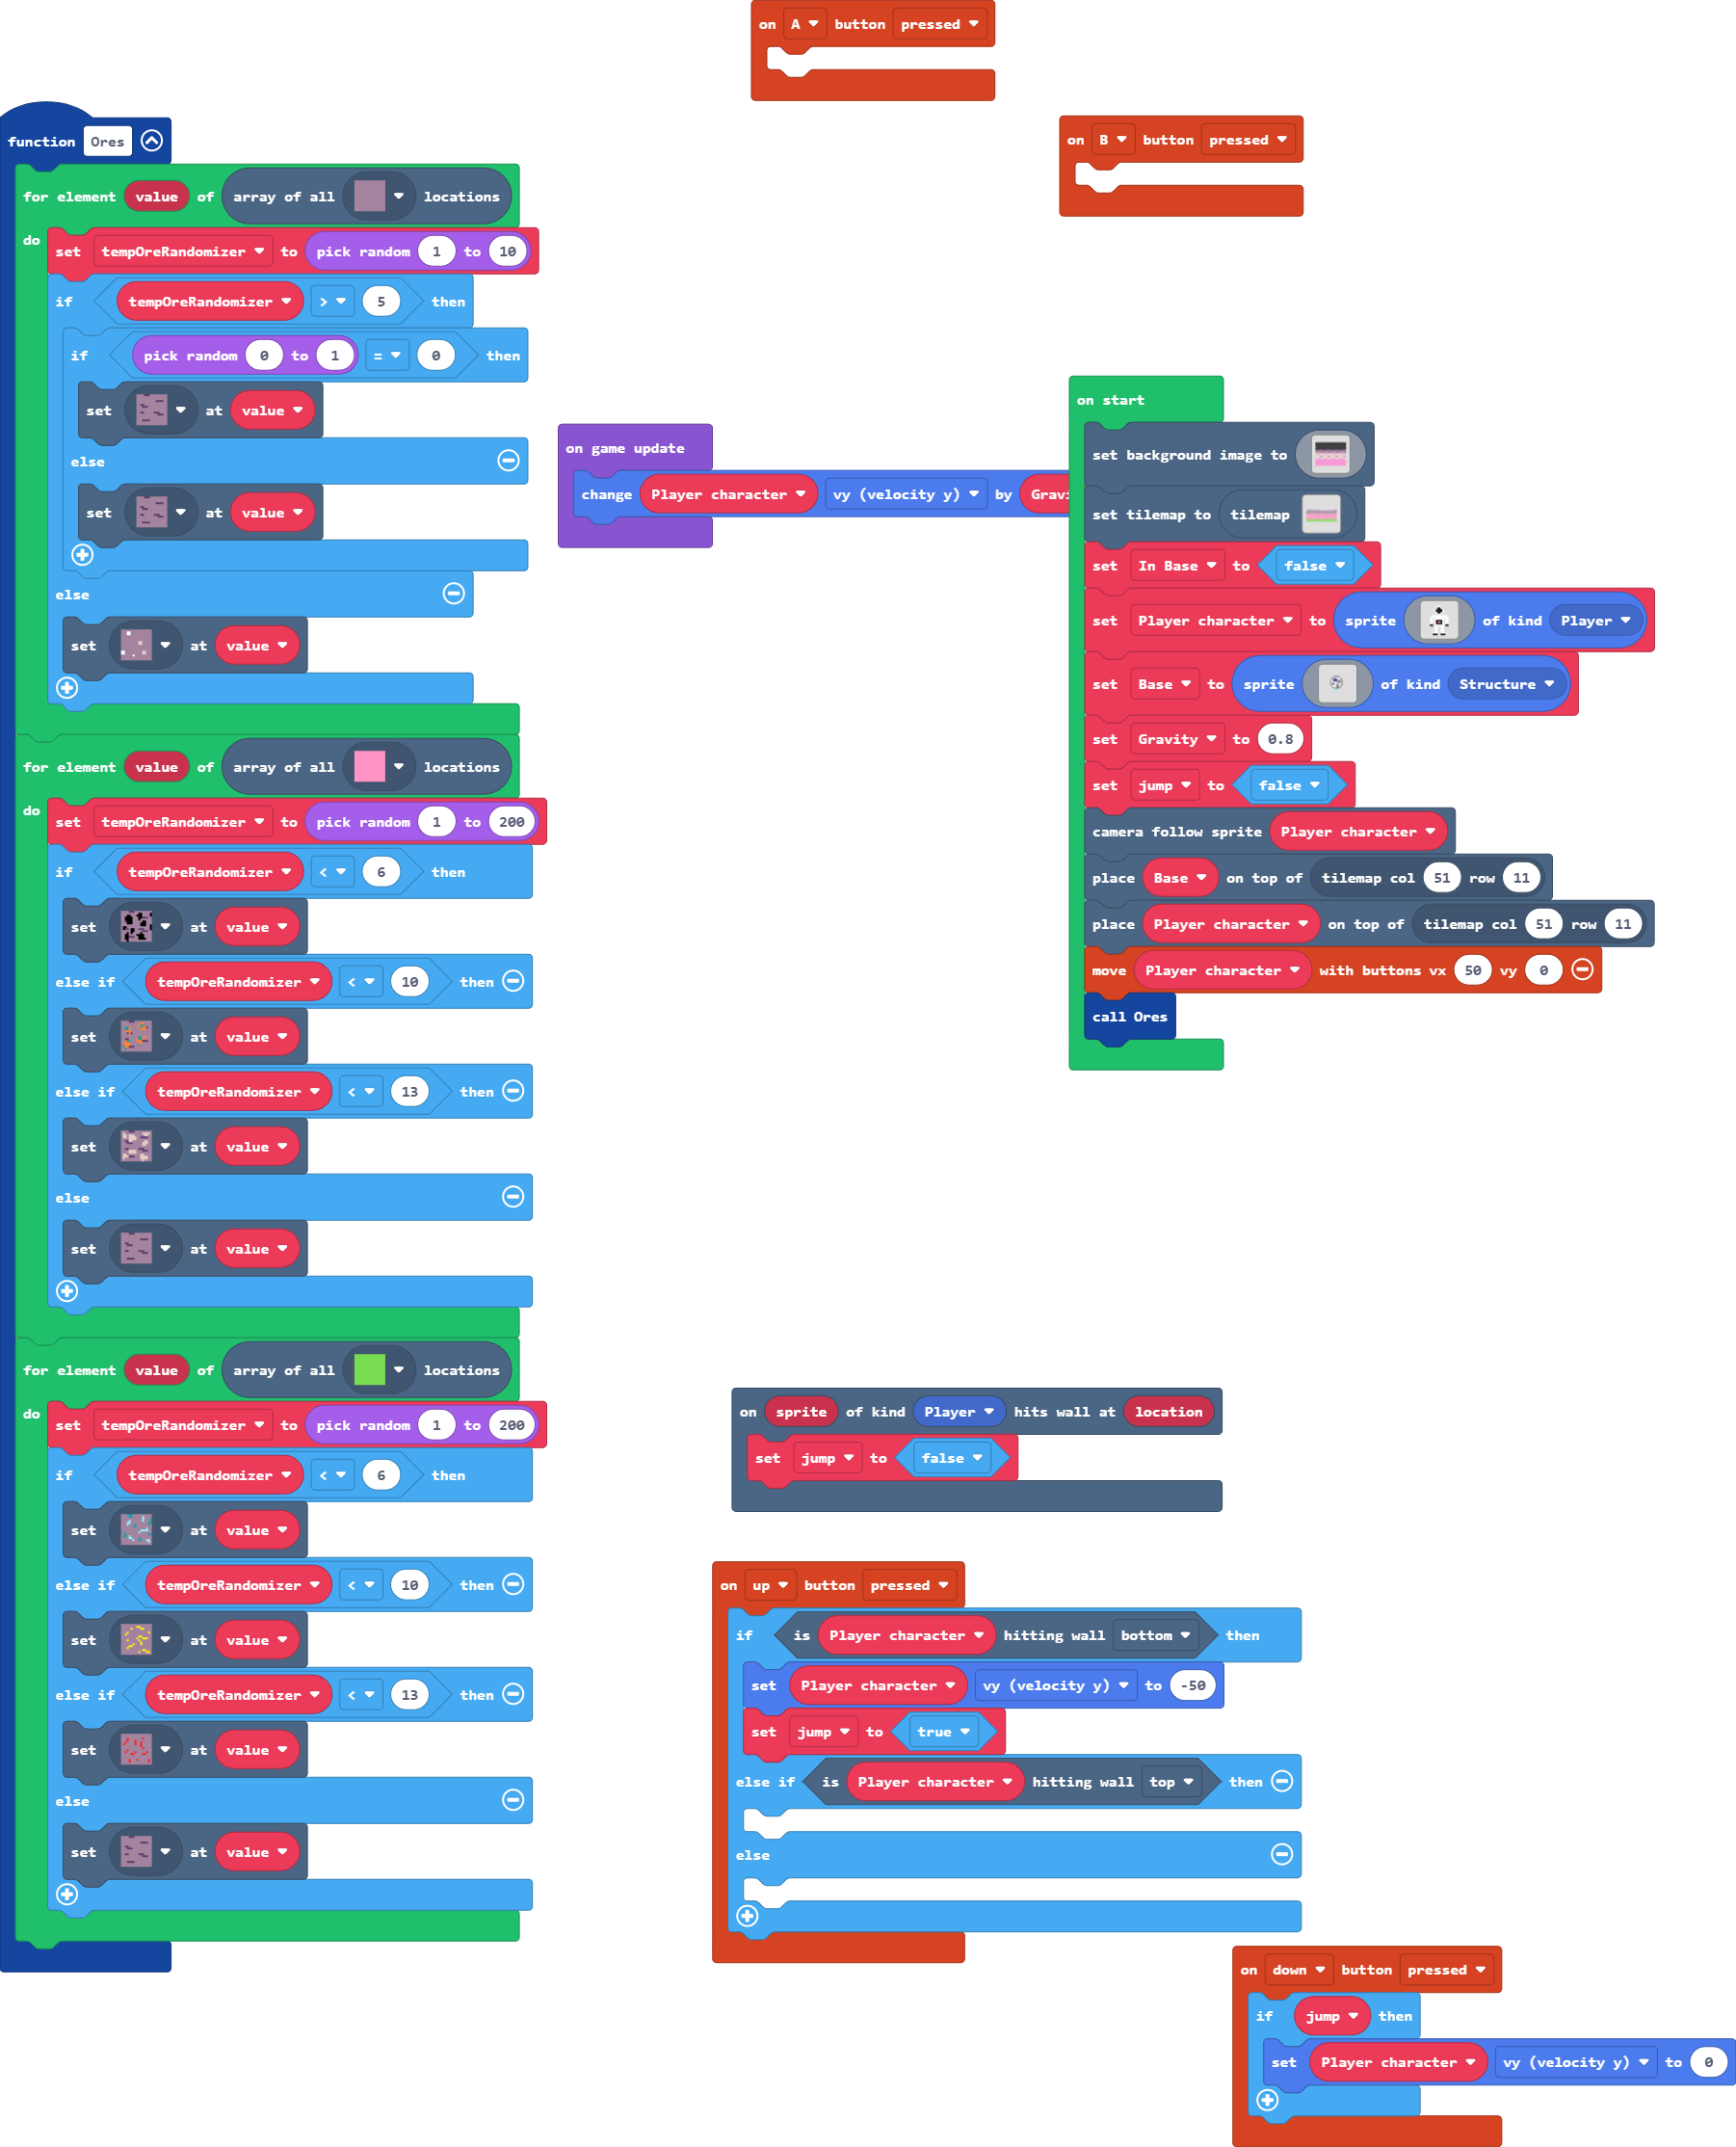 on A button pressed
on B button pressed
function Ores
for element value of array of all locations
do
set tempOreRandomizer to pick random 1 to 10
if tempOreRandomizer > 5 then
if pick random 0 to 1 = 0 then
set at value
else
set at value
else
set at value
for element value of array of all locations
do
set tempOreRandomizer to pick random 1 to 200
if tempOreRandomizer < 6 then
set at value
else if tempOreRandomizer < 10 then
set at value
else if tempOreRandomizer < 13 then
set at value
else
set at value
for element value of array of all locations
do
set tempOreRandomizer to pick random 1 to 200
if tempOreRandomizer < 6 then
set at value
else if tempOreRandomizer < 10 then
set at value
else if tempOreRandomizer < 13 then
set at value
else
set at value
on game update
change Player character vy (velocity y) by Gravi
on start
set background image to
set tilemap to tilemap
set In Base to false
set Player character to sprite of kind Player
set Base to sprite of kind Structure
set Gravity to 0.8
set jump to false
camera follow sprite Player character
place Base on top of tilemap col 51 row 11
place Player character on top of tilemap col 51 row 11
move Player character with buttons vx 50 vy 0
call Ores
on sprite of kind Player hits wall at location
set jump to false
on up button pressed
if is Player character hitting wall bottom then
set Player character vy (velocity y) to -50
set jump to true
else if is Player character hitting wall top then
else
on down button pressed
if jump then
set Player character vy (velocity y) to 0